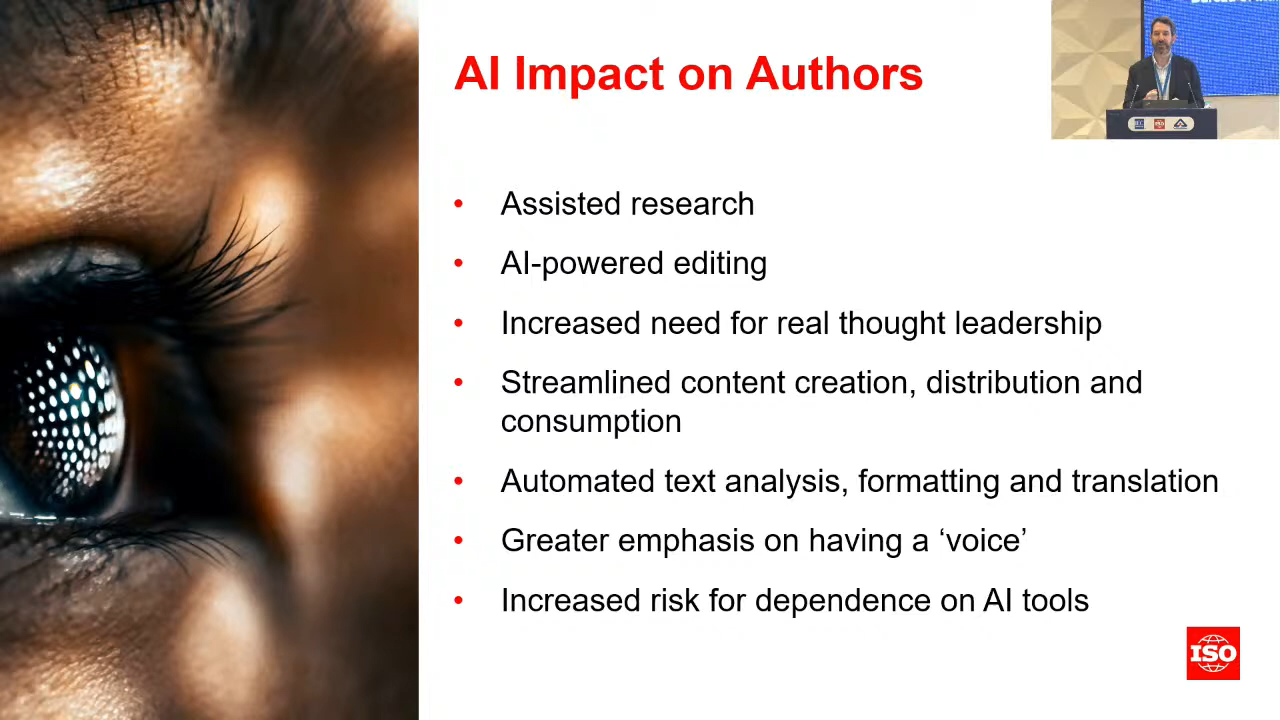 AI Impact on Authors
• Assisted research
• AI-powered editing
• Increased need for real thought leadership
• Streamlined content creation, distribution and
consumption
• Automated text analysis, formatting and translation
• Greater emphasis on having a ‘voice’
• Increased risk for dependence on AI tools
ISO